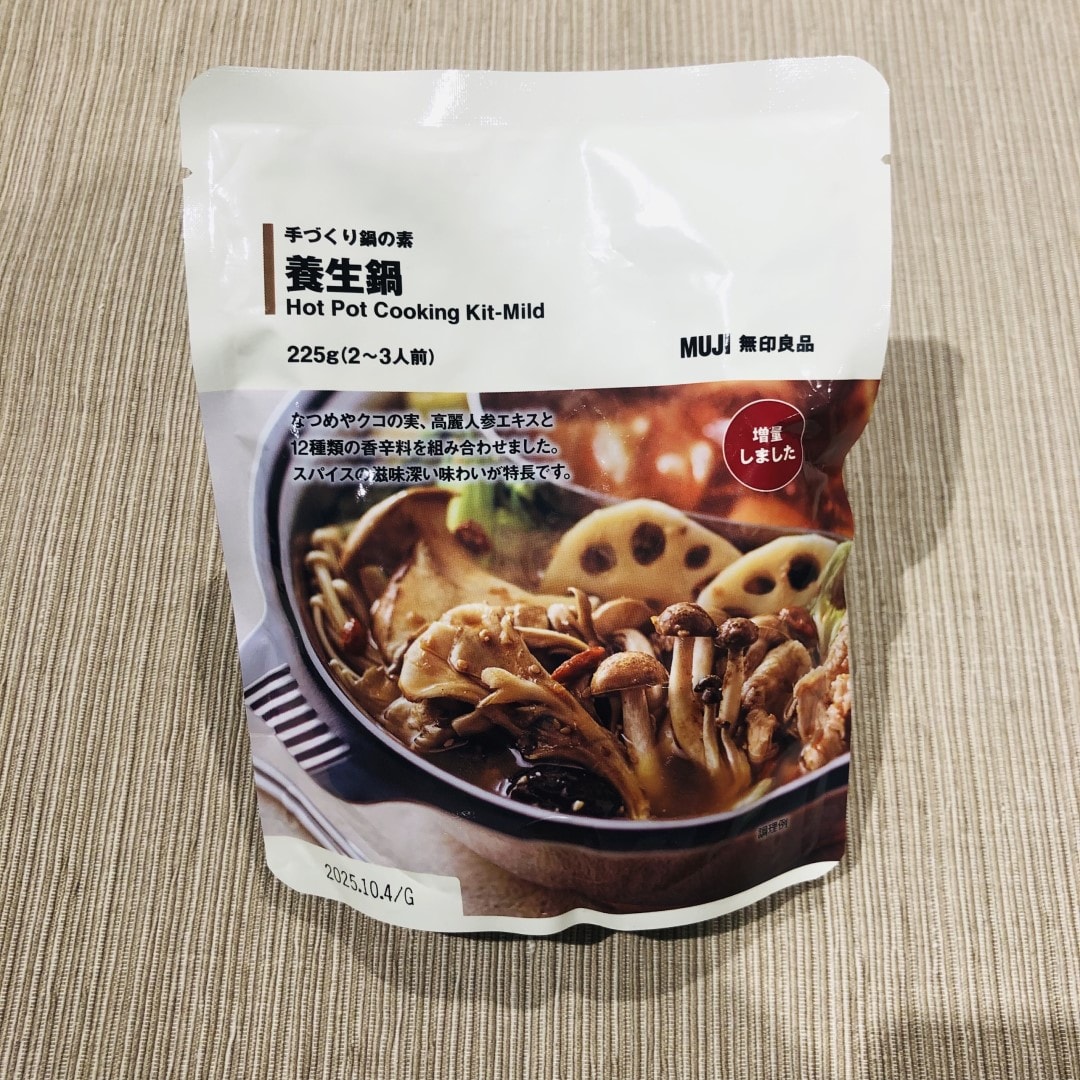 手づくり鍋の素
養生鍋
Hot Pot Cooking Kit-Mild
225g(2〜3人前)
MUJI 無印良品
なつめやクコの実、高麗人参エキスと
12種類の香辛料を組み合わせました。
スパイスの滋味深い味わいが特長です。
増量
しました
調理例
2025.10.4/G